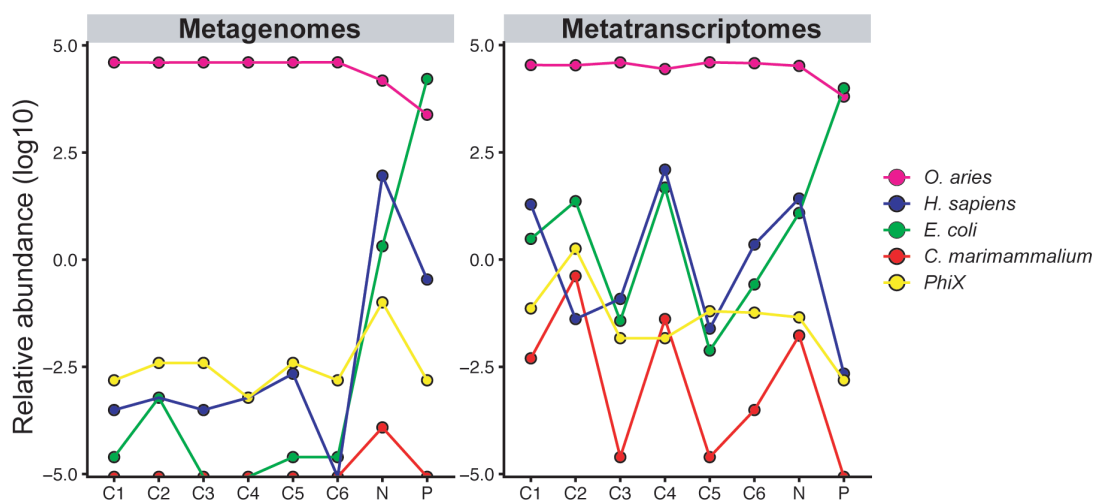 Metagenomes
Metatranscriptomes
Relative abundance (log10)
5.0
2.5
0.0
−2.5
−5.0
C1 C2 C3 C4 C5 C6 N P
5.0
2.5
0.0
−2.5
−5.0
C1 C2 C3 C4 C5 C6 N P
O. aries
H. sapiens
E. coli
C. marimammalium
PhiX